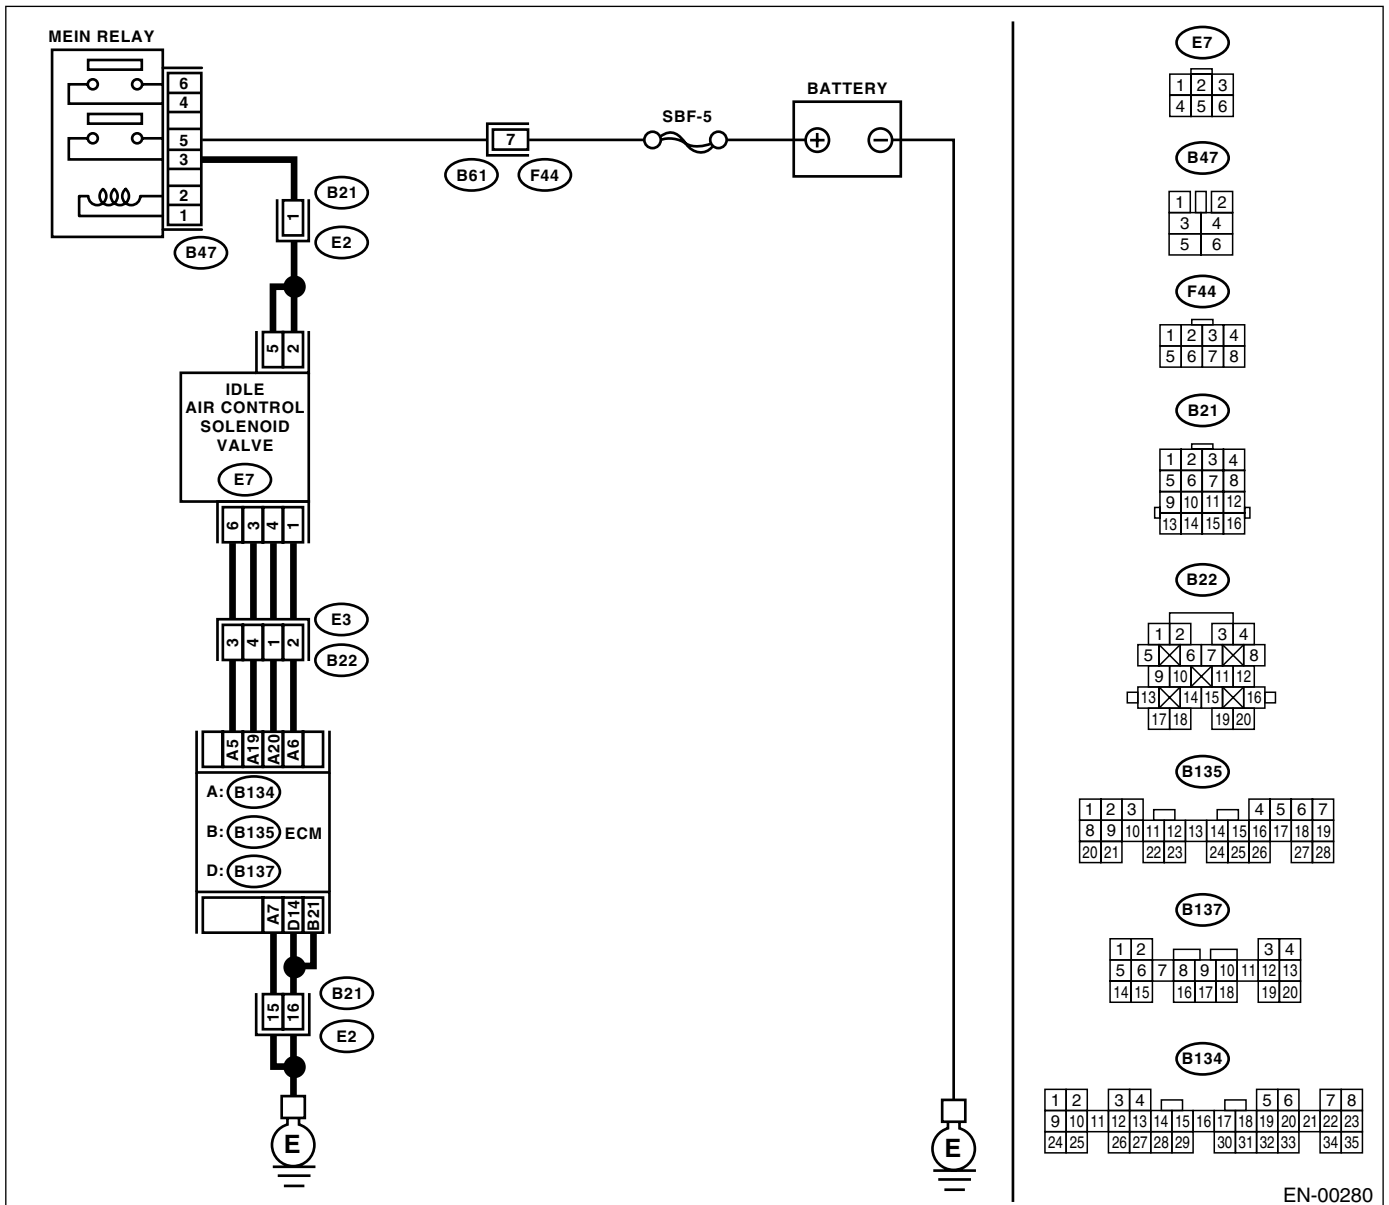 MEIN RELAY
6
4
5
3
2
1
B47
B21
1
E2
7
B61 F44
SBF-5
BATTERY
+ −
5 2
IDLE
AIR CONTROL
SOLENOID
VALVE
E7
6 3 4 1
E3
3 4 1 2
B22
A5 A19 A20 A6
A: B134
B: B135 ECM
D: B137
A7 D14 B21
B21
15 16
E2
E
E
E7
1 2 3
4 5 6
B47
1 2
3 4
5 6
F44
1 2 3 4
5 6 7 8
B21
1 2 3 4
5 6 7 8
9 10 11 12
13 14 15 16
B22
1 2 3 4
5 6 7 8
9 10 11 12
13 14 15 16
17 18 19 20
B135
1 2 3 4 5 6 7
8 9 10 11 12 13 14 15 16 17 18 19
20 21 22 23 24 25 26 27 28
B137
1 2 3 4
5 6 7 8 9 10 11 12 13
14 15 16 17 18 19 20
B134
1 2 3 4 5 6 7 8
9 10 11 12 13 14 15 16 17 18 19 20 21 22 23
24 25 26 27 28 29 30 31 32 33 34 35
EN-00280